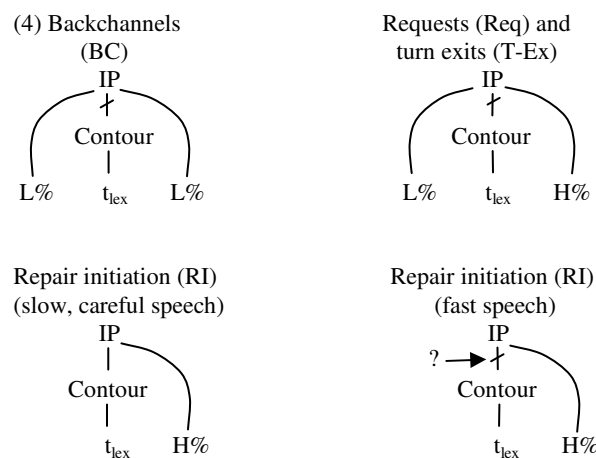 (4) Backchannels
(BC)
IP
Contour
L% t_lex L%
Requests (Req) and
turn exits (T-Ex)
IP
Contour
L% t_lex H%
Repair initiation (RI)
(slow, careful speech)
IP
Contour
t_lex H%
Repair initiation (RI)
(fast speech)
IP
?
Contour
t_lex H%